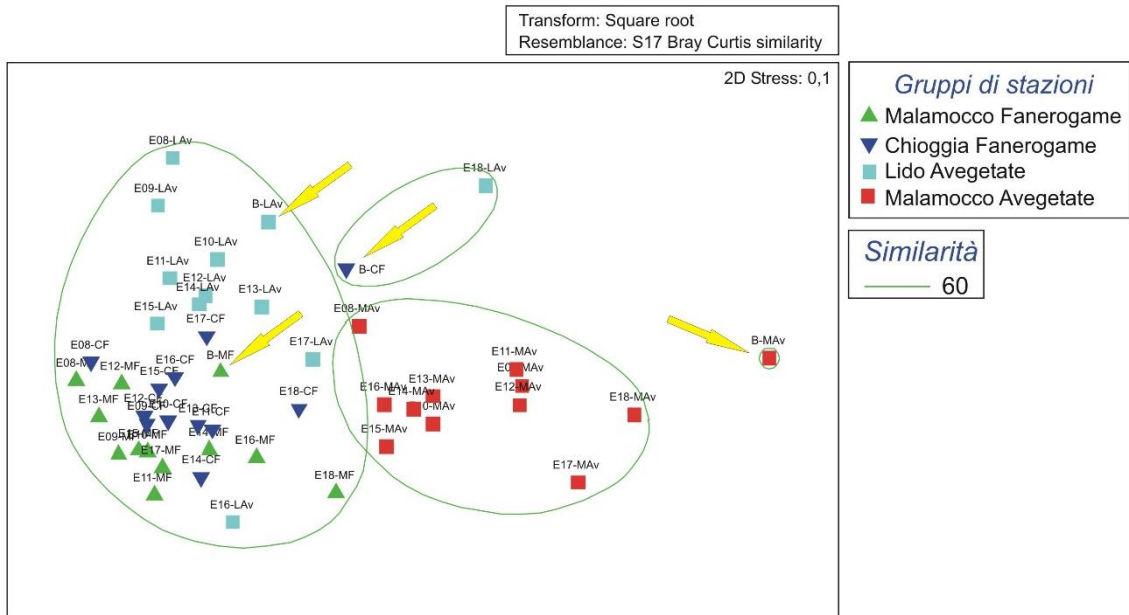 Transform: Square root
Resemblance: S17 Bray Curtis similarity
2D Stress: 0,1
Gruppi di stazioni
Malamocco Fanerogame
Chioggia Fanerogame
Lido Avegetate
Malamocco Avegetate
Similarità
60
E08-LAv
E18-LAv
E09-LAv
B-LAv
E10-LAv
B-CF
E11-LAv
E12-LAv
E14-LAv
E13-LAv
E15-LAv
E08-MAv
E17-CF
B-MAv
E08-CF
E17-LAv
E16-CF
B-MF
E12-MF
E15-CF
E11-MAv
E13-MAv
E16-MAv
E14-MAv
E12-MAv
E18-MAv
E13-MF
E12-CF
E18-CF
E15-MAv
E17-MF
E14-CF
E16-MF
E11-MF
E18-MF
E17-MAv
E16-LAv